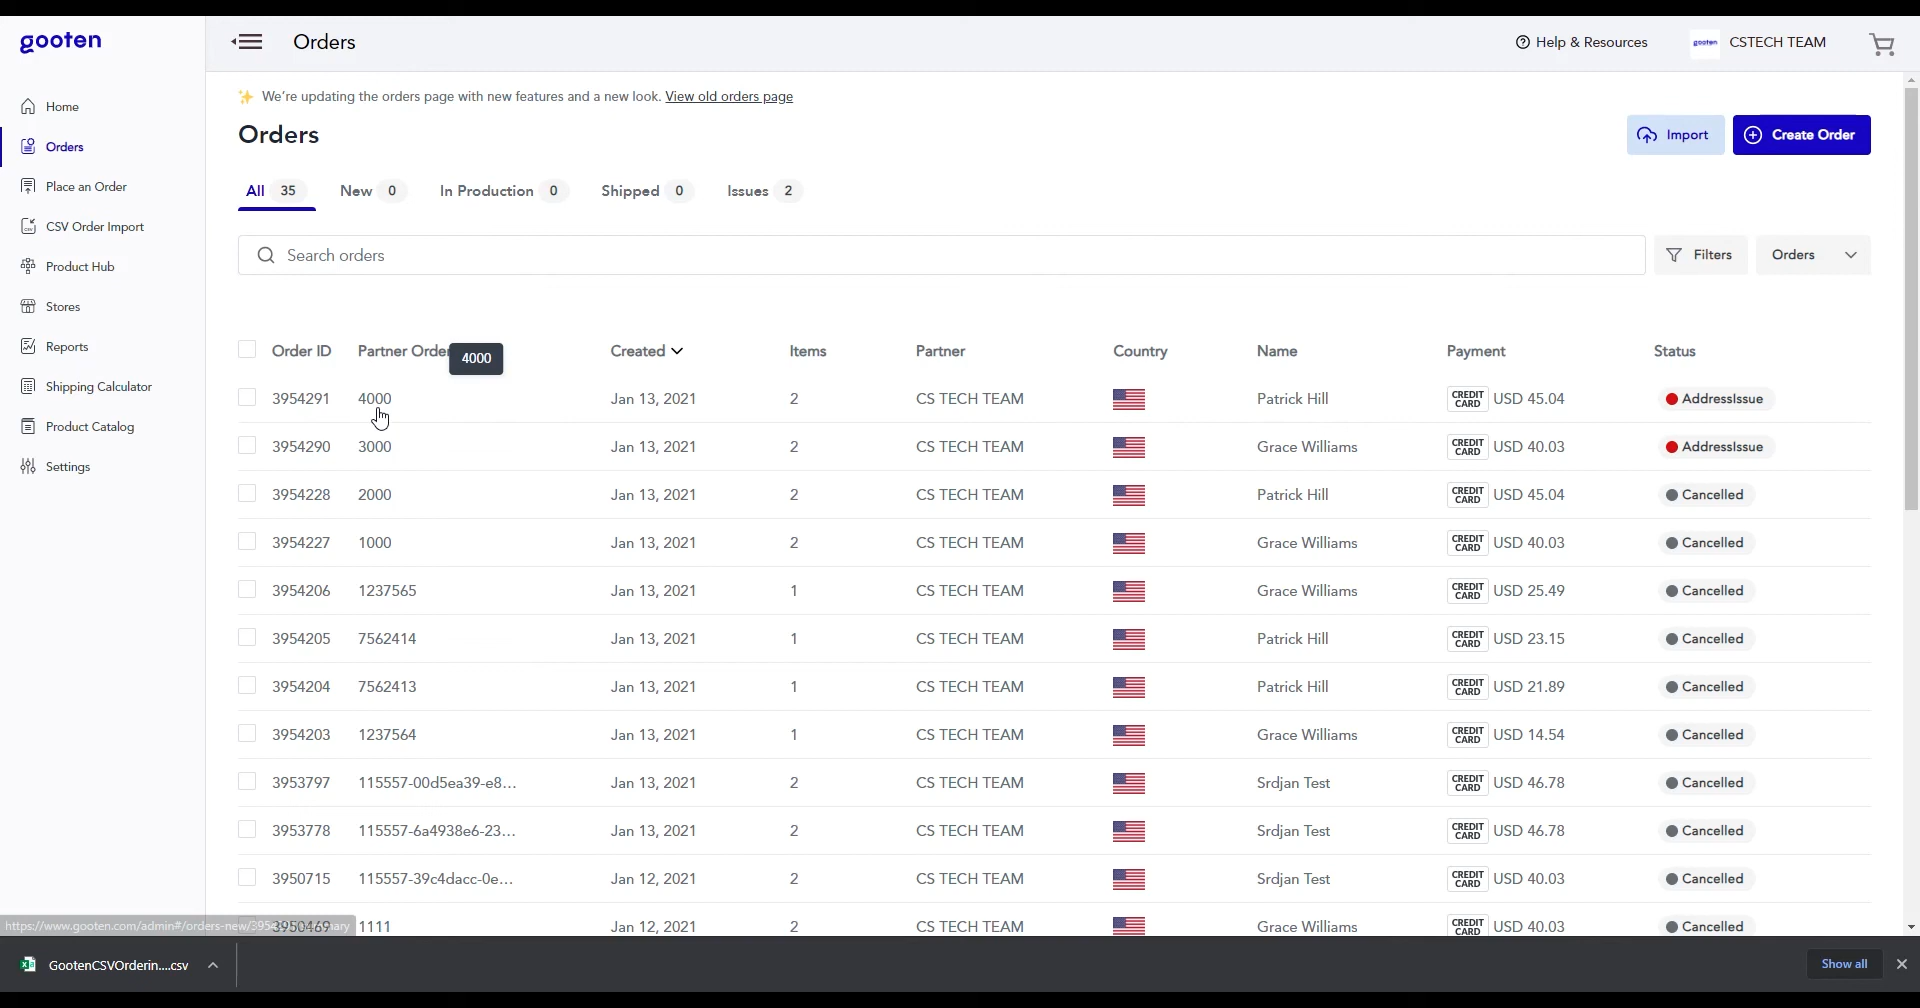 gooten
Orders
Help & Resources
gooten
CSTECH TEAM
Home
Orders
Place an Order
CSV Order Import
Product Hub
Stores
Reports
Shipping Calculator
Product Catalog
Settings
We're updating the orders page with new features and a new look. View old orders page
Orders
Import
Create Order
All 35 New 0 In Production 0 Shipped 0 Issues 2
Search orders
Filters
Orders
Order ID Partner Order Created Items Partner Country Name Payment Status
4000
3954291 4000 Jan 13, 2021 2 CS TECH TEAM Patrick Hill CREDIT CARD USD 45.04 AddressIssue
3954290 3000 Jan 13, 2021 2 CS TECH TEAM Grace Williams CREDIT CARD USD 40.03 AddressIssue
3954228 2000 Jan 13, 2021 2 CS TECH TEAM Patrick Hill CREDIT CARD USD 45.04 Cancelled
3954227 1000 Jan 13, 2021 2 CS TECH TEAM Grace Williams CREDIT CARD USD 40.03 Cancelled
3954206 1237565 Jan 13, 2021 1 CS TECH TEAM Grace Williams CREDIT CARD USD 25.49 Cancelled
3954205 7562414 Jan 13, 2021 1 CS TECH TEAM Patrick Hill CREDIT CARD USD 23.15 Cancelled
3954204 7562413 Jan 13, 2021 1 CS TECH TEAM Patrick Hill CREDIT CARD USD 21.89 Cancelled
3954203 1237564 Jan 13, 2021 1 CS TECH TEAM Grace Williams CREDIT CARD USD 14.54 Cancelled
3953797 115557-00d5ea39-e8... Jan 13, 2021 2 CS TECH TEAM Srdjan Test CREDIT CARD USD 46.78 Cancelled
3953778 115557-6a4938e6-23... Jan 13, 2021 2 CS TECH TEAM Srdjan Test CREDIT CARD USD 46.78 Cancelled
3950715 115557-39c4dacc-0e... Jan 12, 2021 2 CS TECH TEAM Srdjan Test CREDIT CARD USD 40.03 Cancelled
3950469 1111 Jan 12, 2021 2 CS TECH TEAM Grace Williams CREDIT CARD USD 40.03 Cancelled
GootenCSVOrderin....csv
Show all